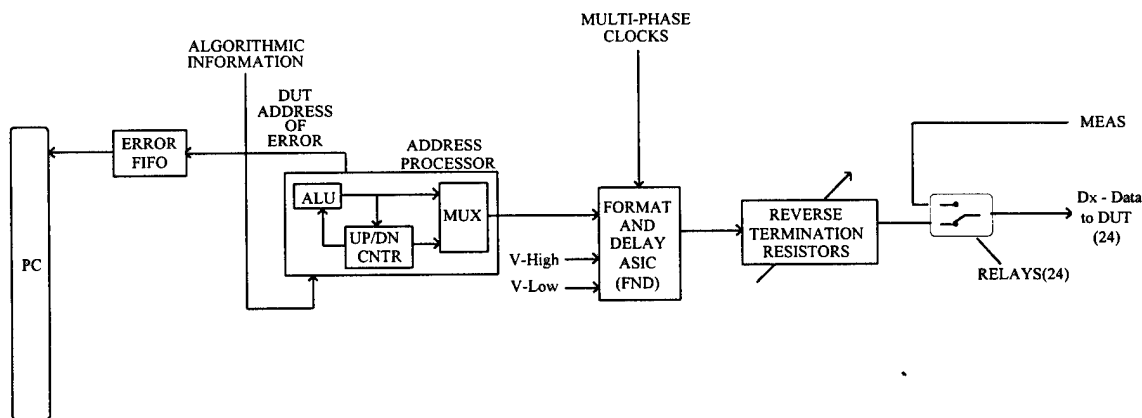 MULTI-PHASE
CLOCKS
ALGORITHMIC
INFORMATION
DUT
ADDRESS
OF
ERROR
ERROR
FIFO
ADDRESS
PROCESSOR
ALU
MUX
UP/DN
CNTR
PC
FORMAT
AND
DELAY
ASIC
(FND)
V-High
V-Low
REVERSE
TERMINATION
RESISTORS
MEAS
Dx - Data
to DUT
(24)
RELAYS(24)